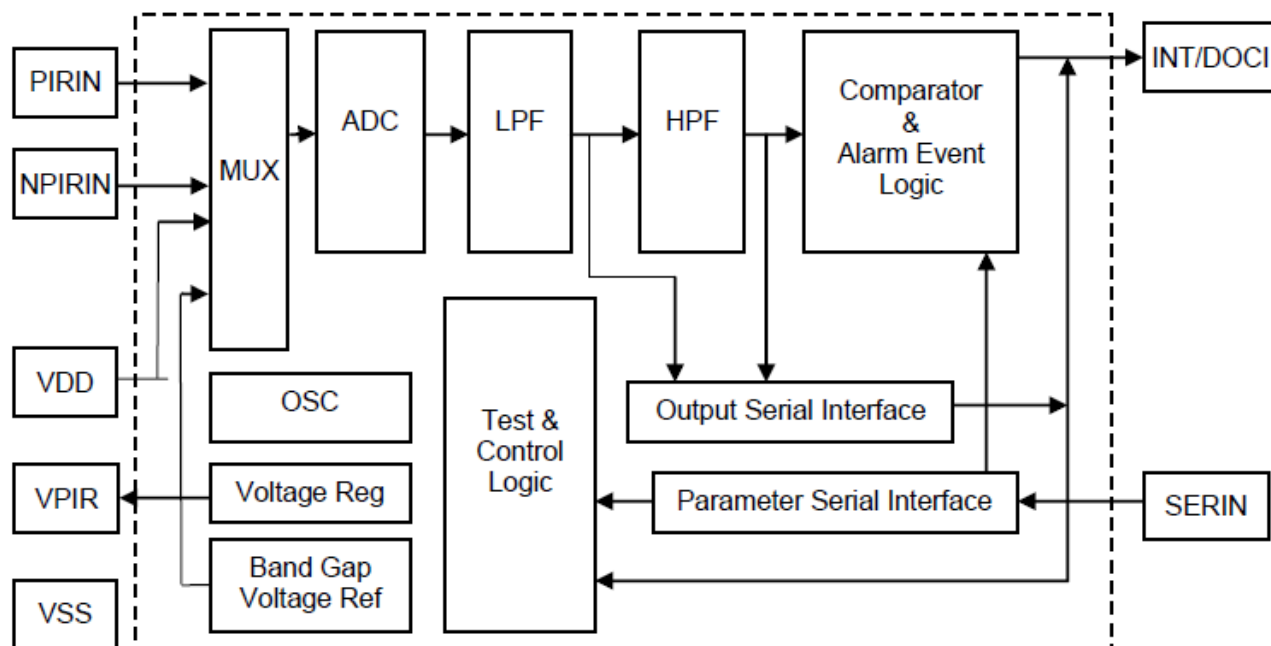 PIRIN
NPIRIN
VDD
VPIR
VSS
MUX
ADC
LPF
HPF
Comparator
&
Alarm Event
Logic
INT/DOCI
OSC
Voltage Reg
Band Gap
Voltage Ref
Test &
Control
Logic
Output Serial Interface
Parameter Serial Interface
SERIN